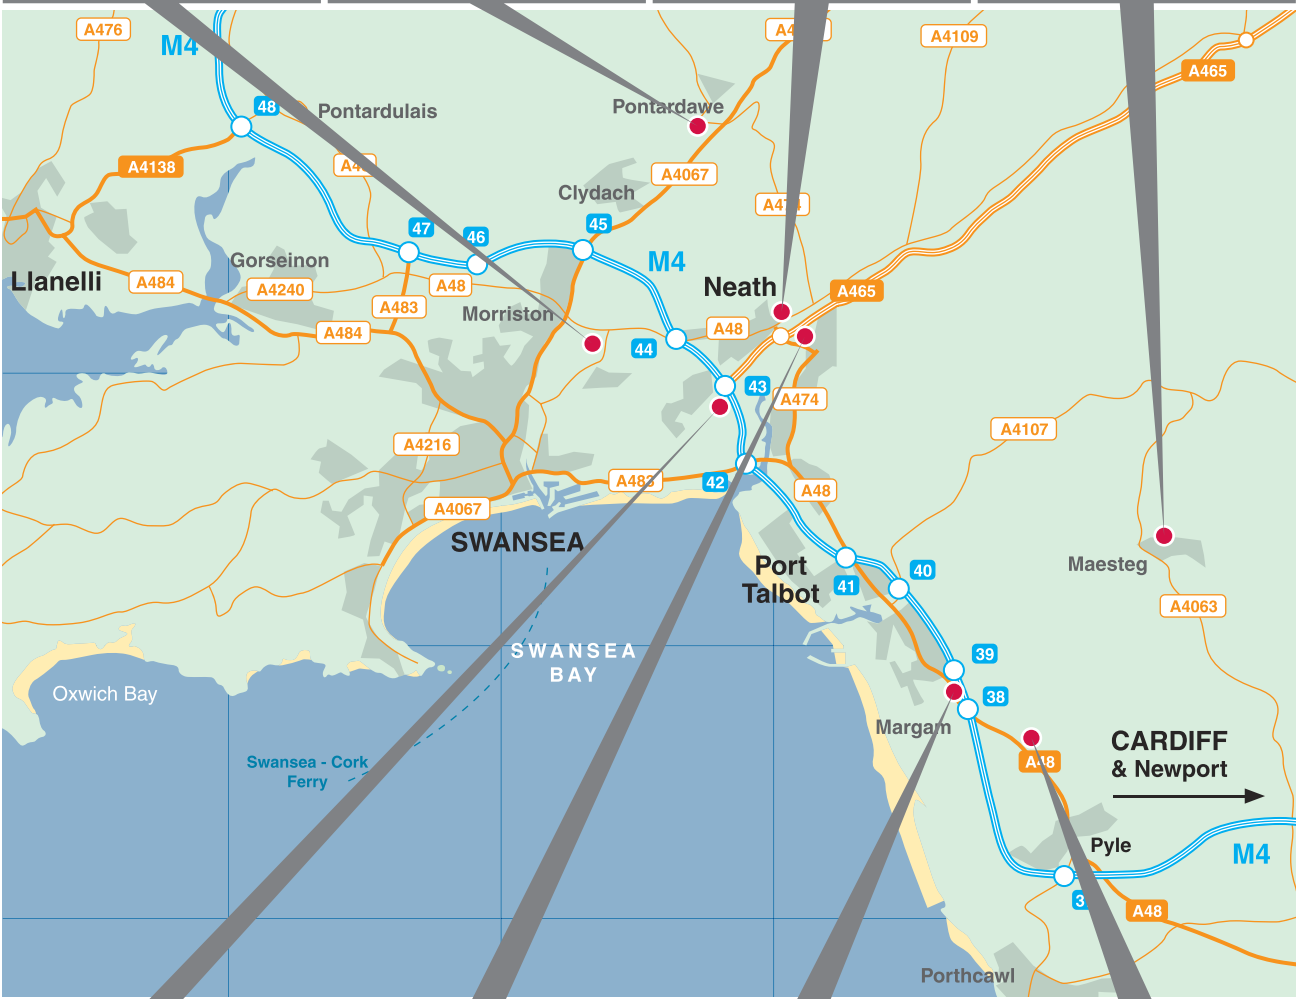 A476
M4
A4109
A465
48
Pontardulais
Pontardawe
A4138
A4067
Clydach
47
46
45
M4
Gorseinon
Llanelli
A484
A4240
A48
A483
Morriston
A484
Neath
A465
A48
44
43
A474
A4107
A4216
A483
42
A48
A4067
SWANSEA
Port
Talbot
41
40
Maesteg
A4063
SWANSEA
BAY
39
38
Oxwich Bay
Margam
Swansea - Cork
Ferry
A48
CARDIFF
& Newport
Pyle
M4
A48
Porthcawl